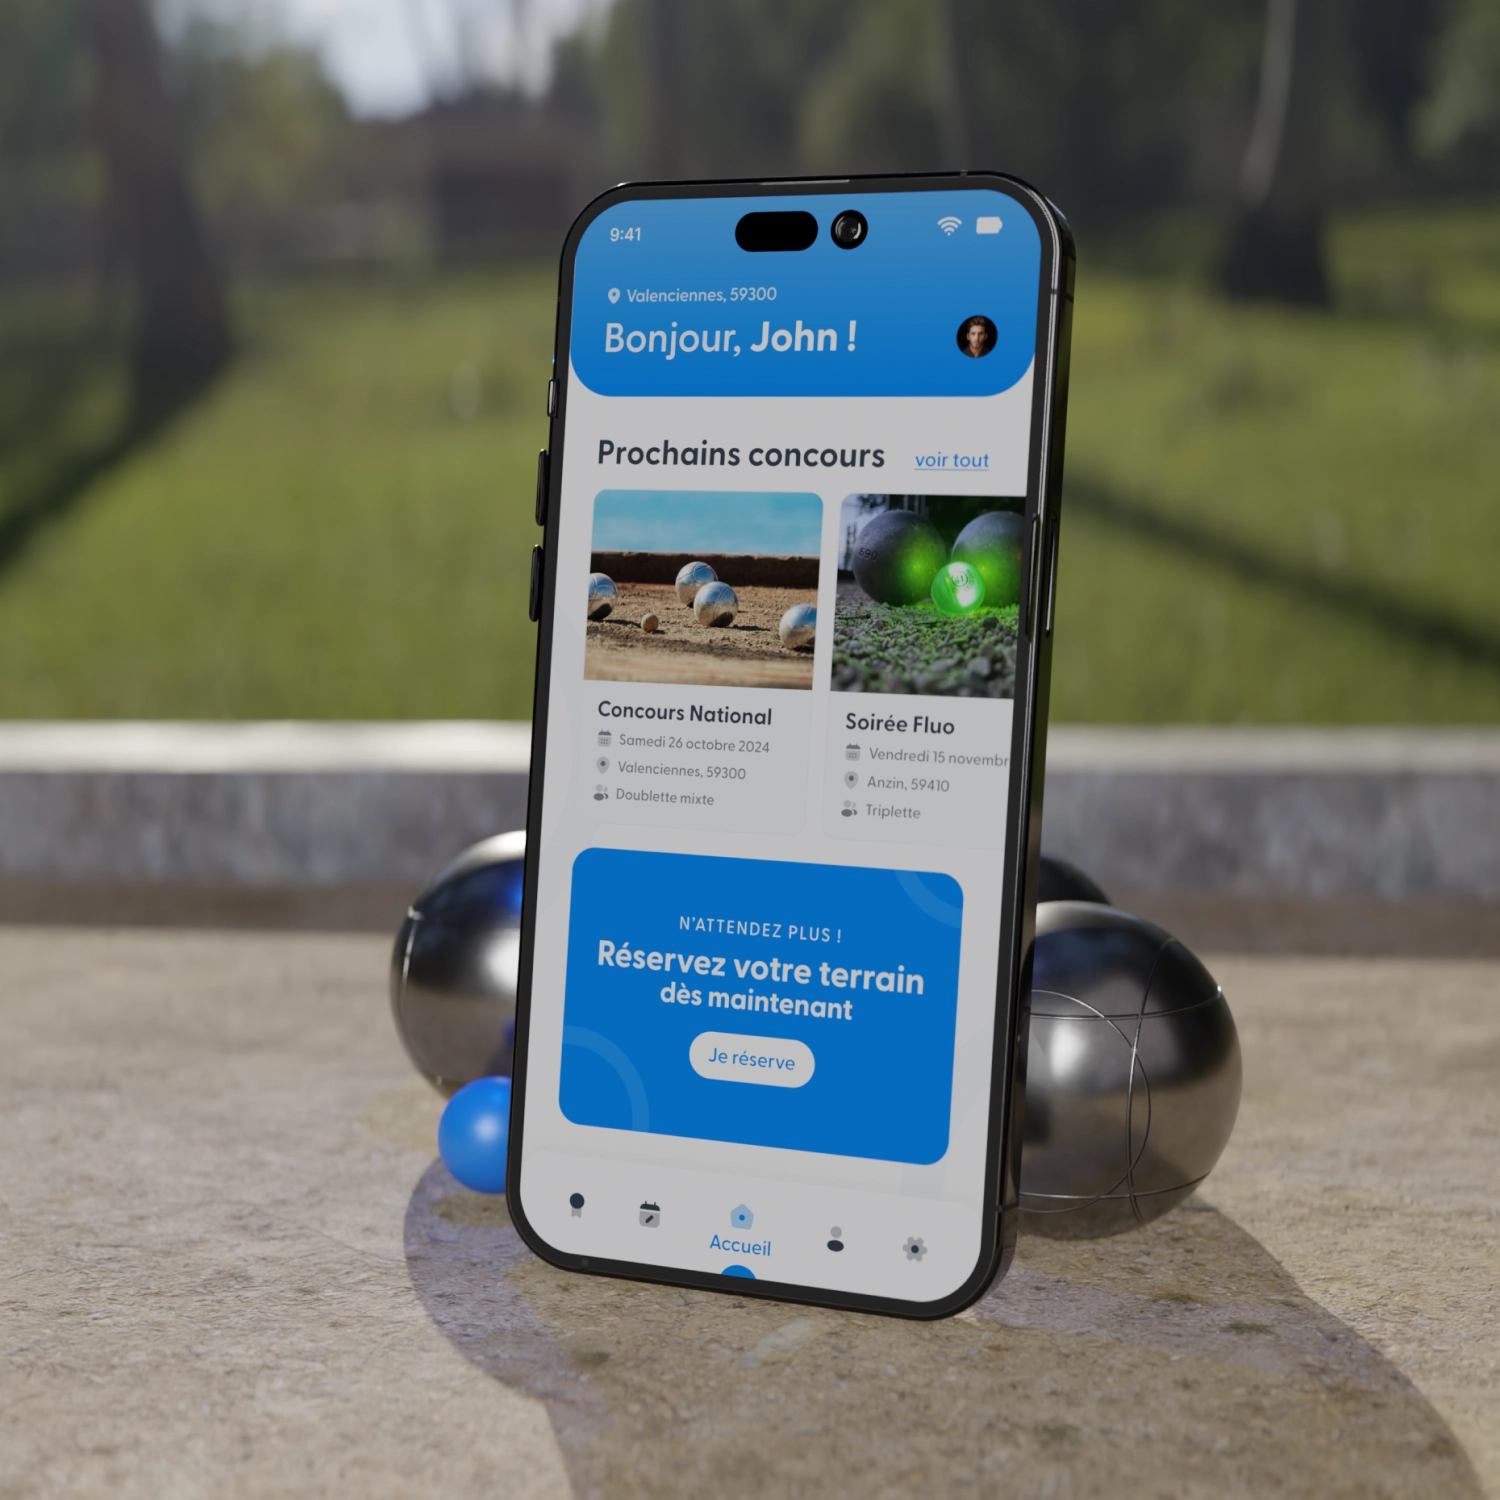 9:41
Valenciennes, 59300
Bonjour, John !
Prochains concours
voir tout
Concours National
Samedi 26 octobre 2024
Valenciennes, 59300
Doublette mixte
690
Soirée Fluo
Vendredi 15 novembr
Anzin, 59410
Triplette
N'ATTENDEZ PLUS !
Réservez votre terrain
dès maintenant
Je réserve
Accueil